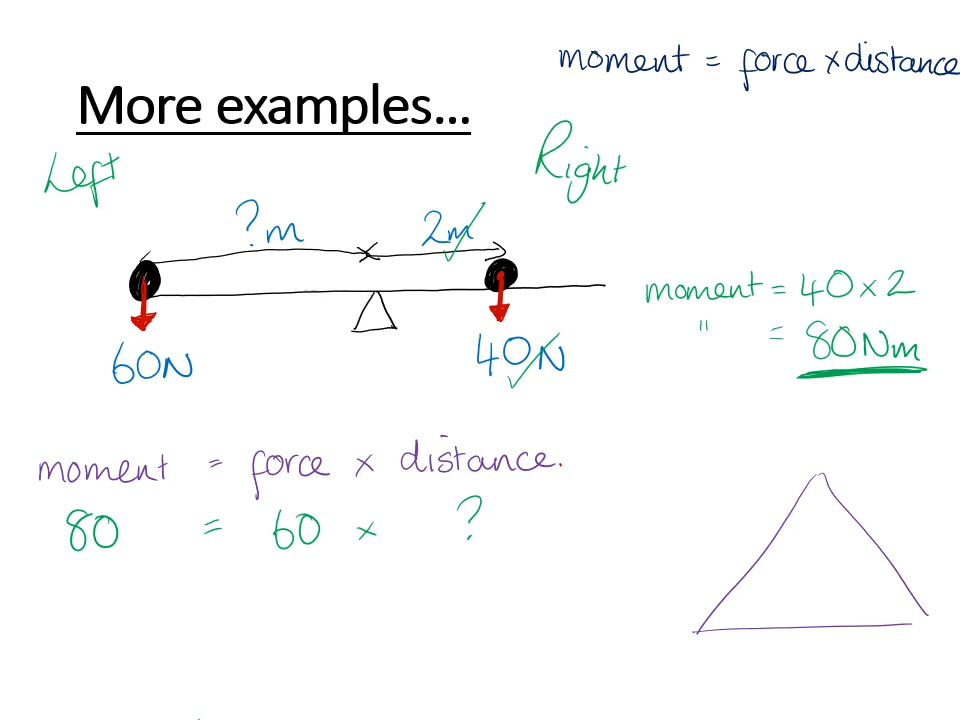 moment = force × distance
More examples...
Left
Right
?m
2m
60N
40N
moment = 40 × 2
" = 80Nm
moment = force × distance.
80 = 60 × ?